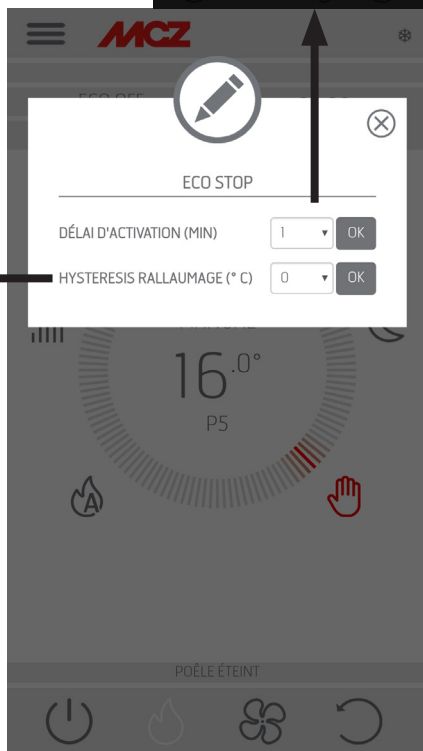 MCZ
ECO STOP
DÉLAI D'ACTIVATION (MIN) 1 OK
HYSTERESIS RALLAUMAGE (° C) 0 OK
16.0°
P5
A
POÊLE ÉTEINT